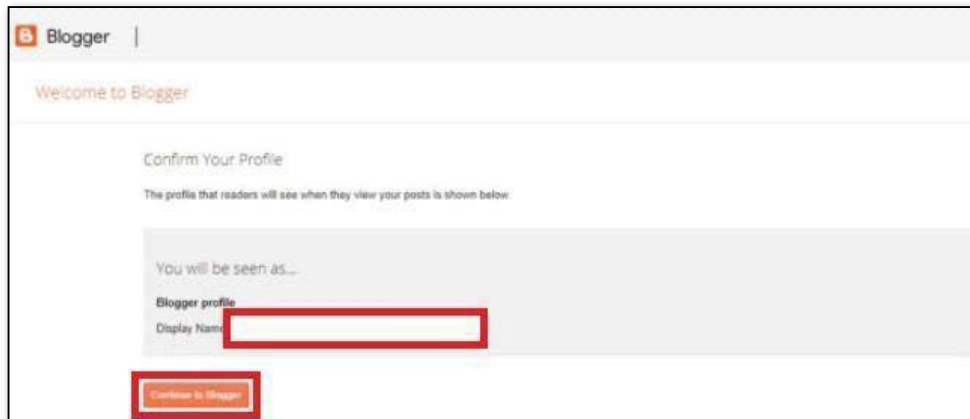 Blogger
Welcome to Blogger
Confirm Your Profile
The profile that readers will see when they view your posts is shown below.
You will be seen as...
Blogger profile
Display Name
Continue to Blogger